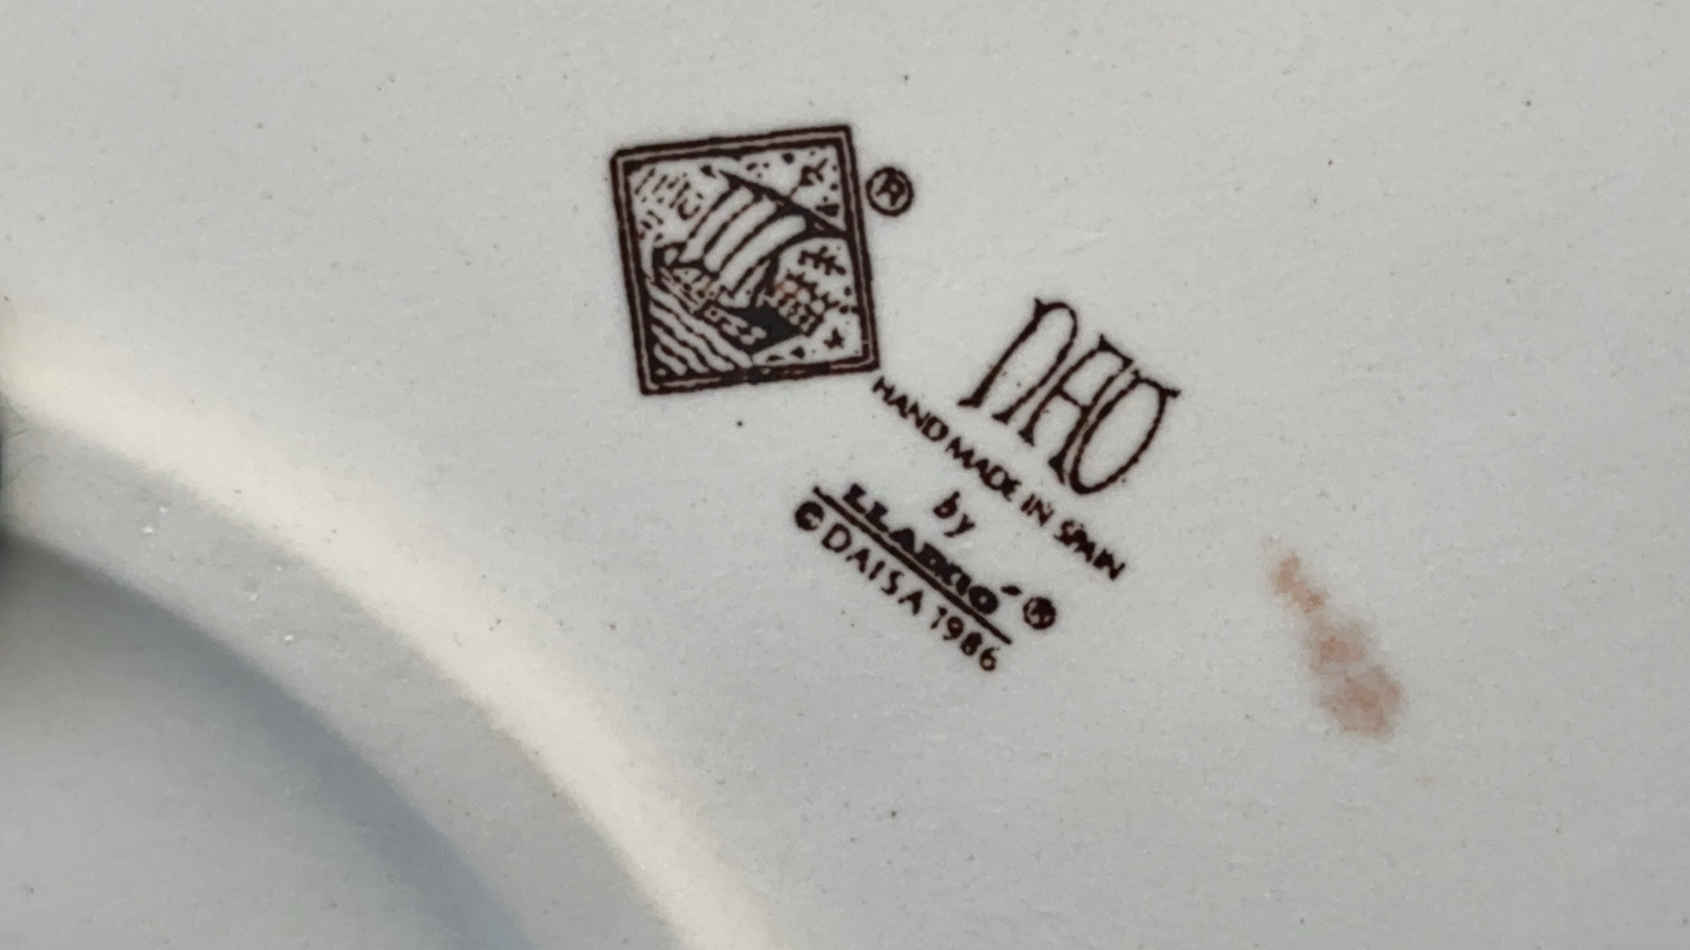 ®
NAO
HAND MADE IN SPAIN
by
LLADRÓ®
© DAISA 1986